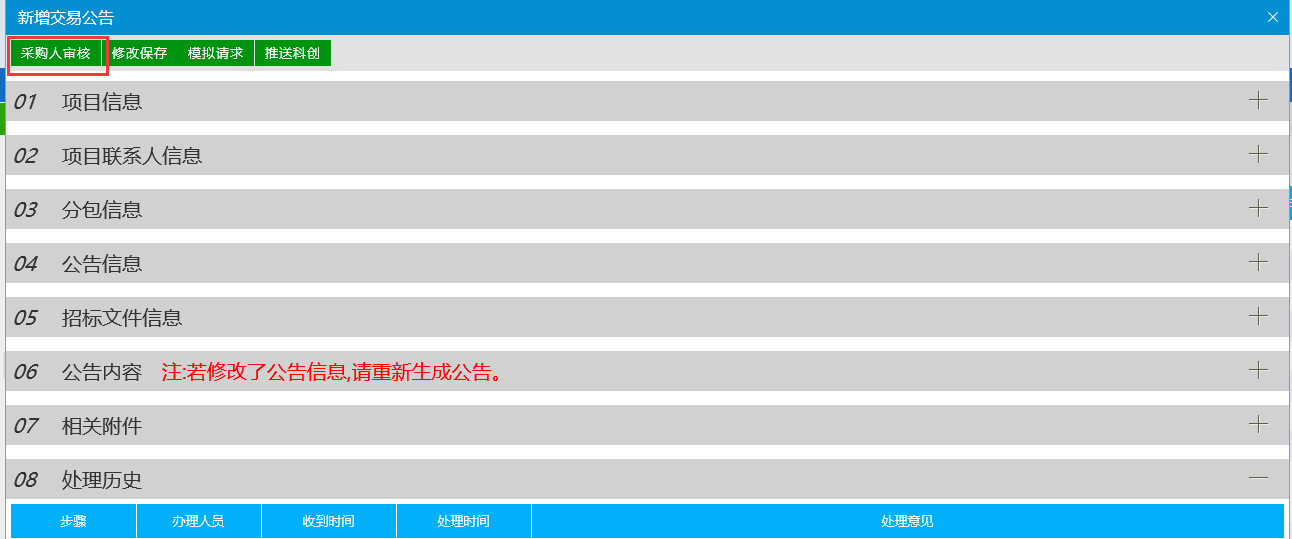 新增交易公告
采购人审核 修改保存 模拟请求 推送科创
01 项目信息
02 项目联系人信息
03 分包信息
04 公告信息
05 招标文件信息
06 公告内容 注:若修改了公告信息,请重新生成公告。
07 相关附件
08 处理历史
步骤 办理人员 收到时间 处理时间 处理意见